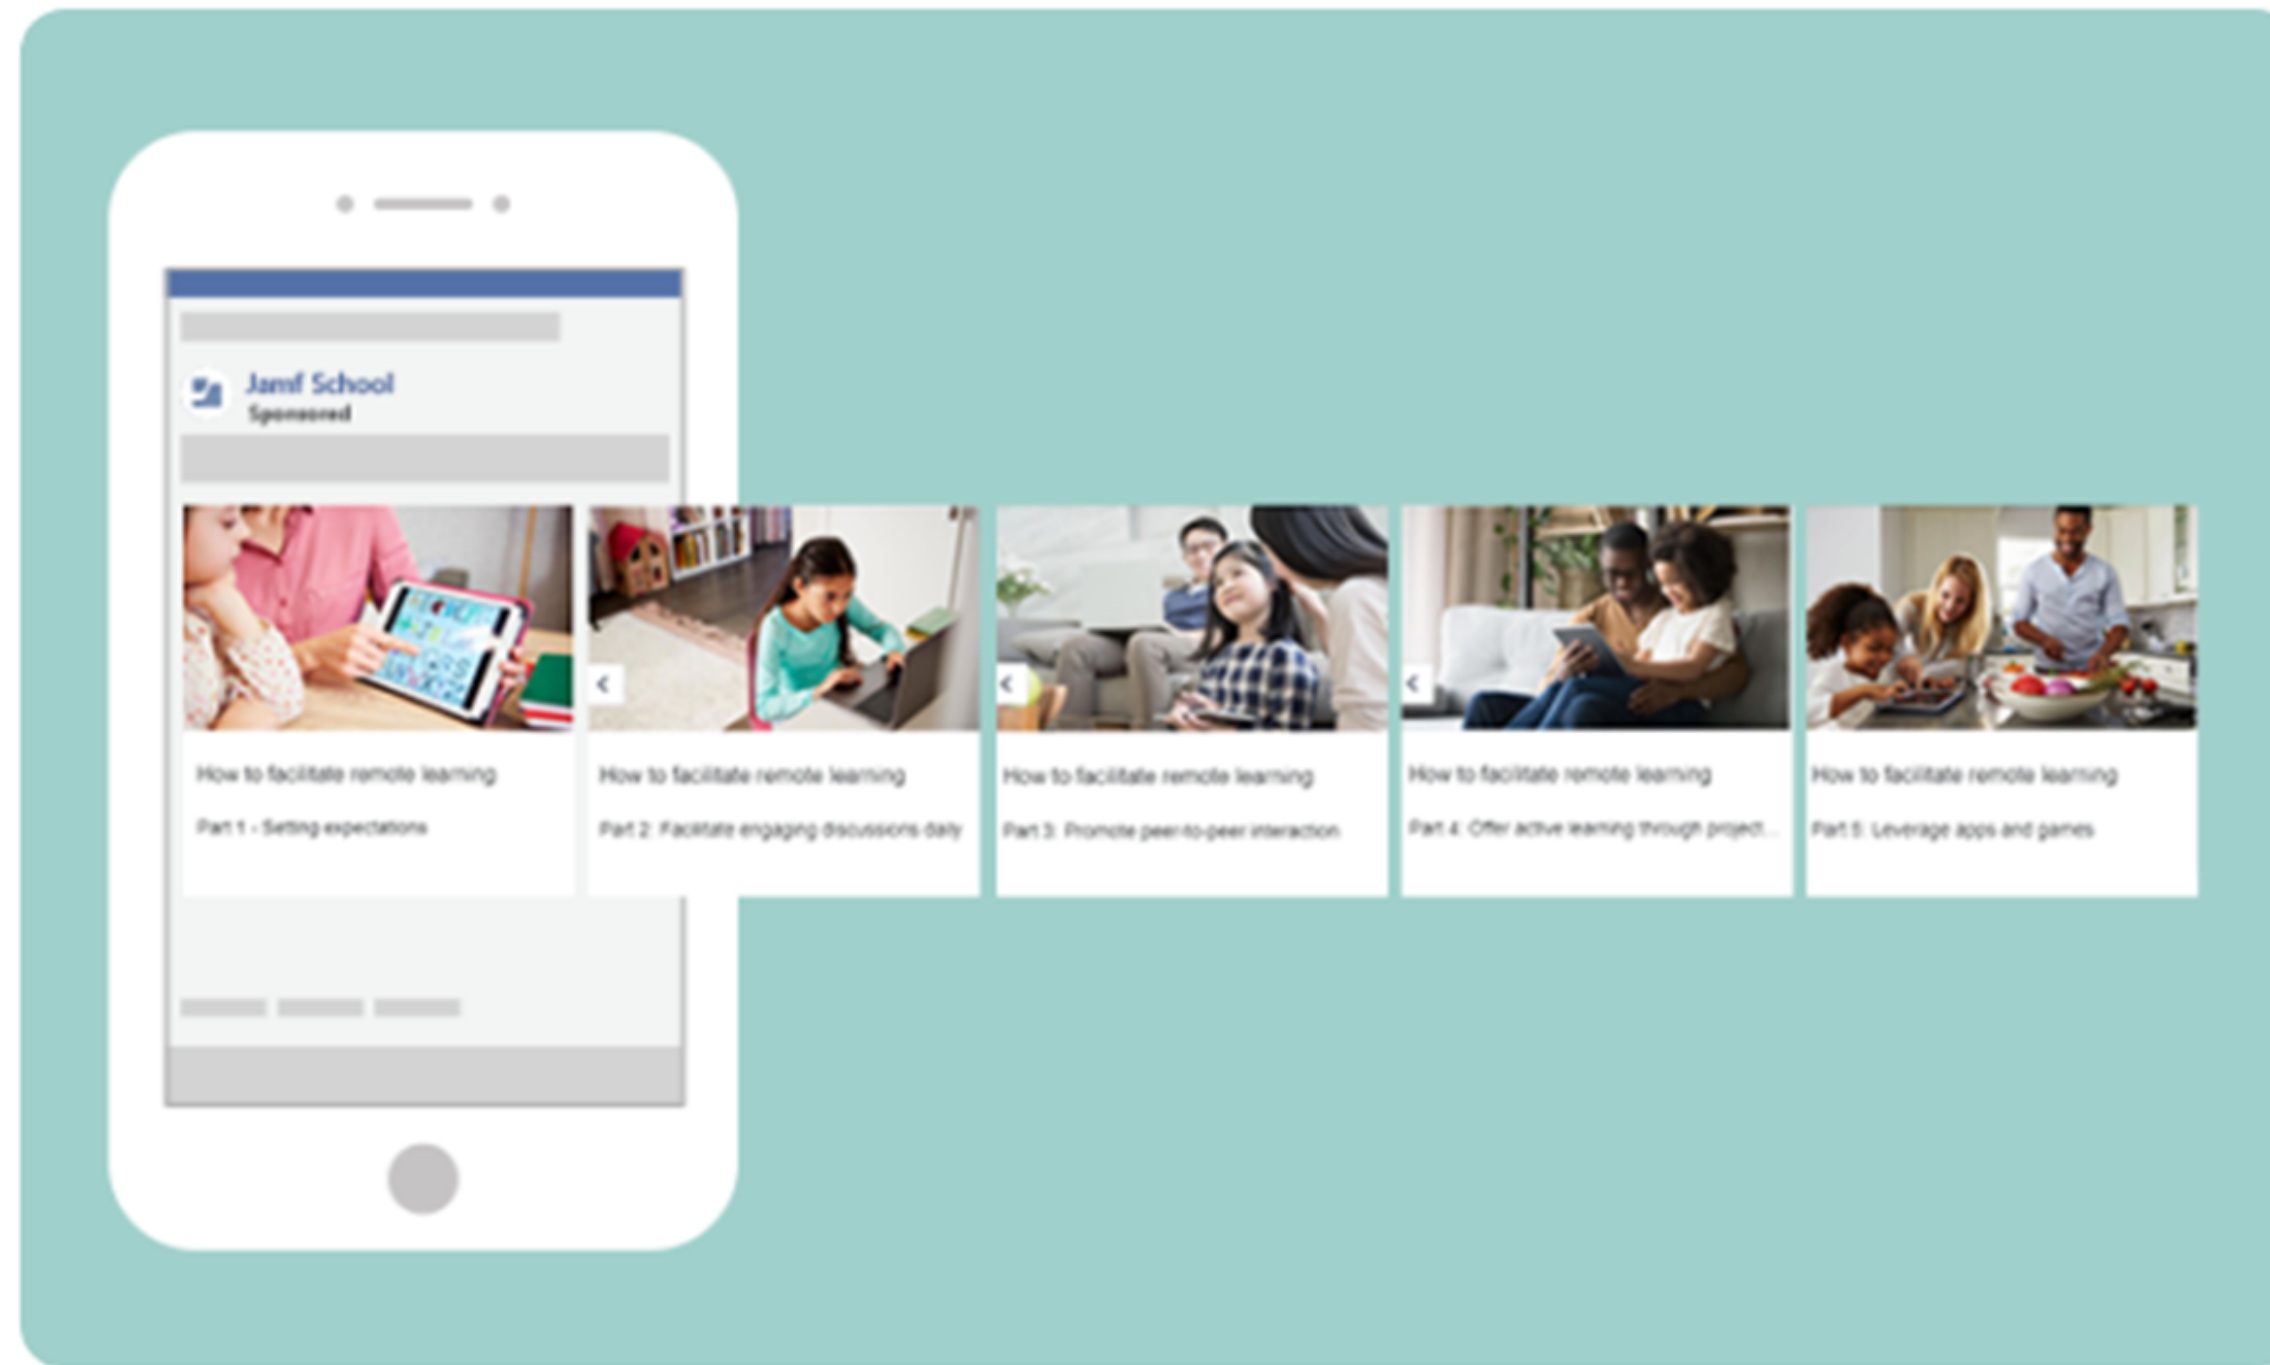 Jamf School
Sponsored
How to facilitate remote learning
Part 1 - Setting expectations
How to facilitate remote learning
Part 2: Facilitate engaging discussions daily
How to facilitate remote learning
Part 3: Promote peer-to-peer interaction
How to facilitate remote learning
Part 4: Offer active learning through project...
How to facilitate remote learning
Part 5: Leverage apps and games